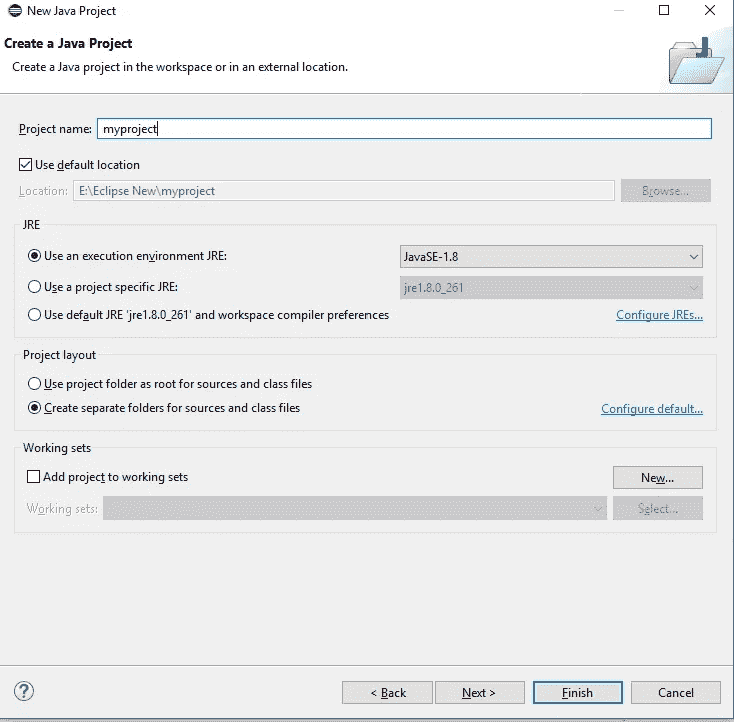 New Java Project
Create a Java Project
Create a Java project in the workspace or in an external location.
Project name: myproject
Use default location
Location: E:\Eclipse New\myproject Browse...
JRE
Use an execution environment JRE: JavaSE-1.8
Use a project specific JRE: jre1.8.0_261
Use default JRE 'jre1.8.0_261' and workspace compiler preferences Configure JREs...
Project layout
Use project folder as root for sources and class files
Create separate folders for sources and class files Configure default...
Working sets
Add project to working sets New...
Working sets: Select...
? < Back Next > Finish Cancel